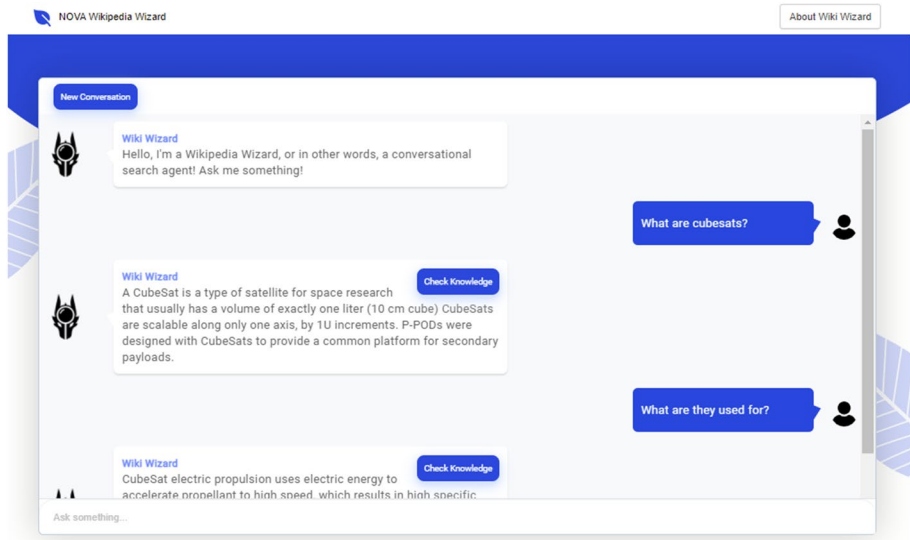 NOVA Wikipedia Wizard
About Wiki Wizard
New Conversation
Wiki Wizard
Hello, I'm a Wikipedia Wizard, or in other words, a conversational
search agent! Ask me something!
What are cubesats?
Wiki Wizard
Check Knowledge
A CubeSat is a type of satellite for space research
that usually has a volume of exactly one liter (10 cm cube) CubeSats
are scalable along only one axis, by 1U increments. P-PODs were
designed with CubeSats to provide a common platform for secondary
payloads.
What are they used for?
Wiki Wizard
Check Knowledge
CubeSat electric propulsion uses electric energy to
accelerate propellant to high speed, which results in high specific
Ask something...